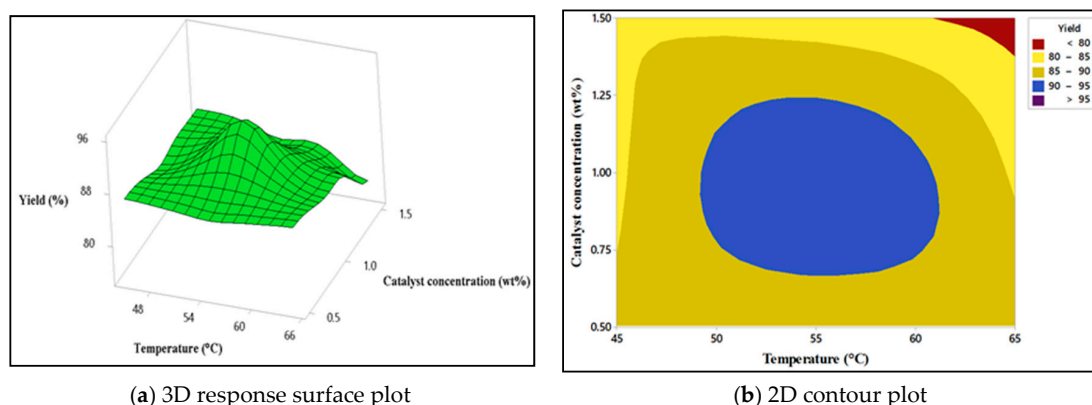 96
88
80
Yield (%)
48
54
60
66
Temperature (°C)
0.5
1.0
1.5
Catalyst concentration (wt%)
(a) 3D response surface plot
1.50
1.25
1.00
0.75
0.50
Catalyst concentration (wt%)
45
50
55
60
65
Temperature (°C)
Yield
< 80
80 – 85
85 – 90
90 – 95
> 95
(b) 2D contour plot